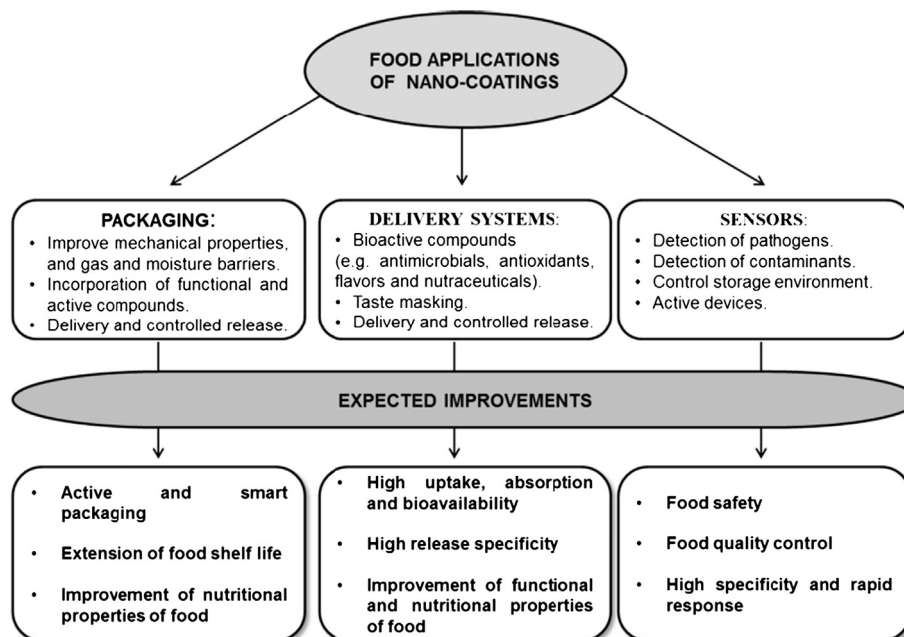 FOOD APPLICATIONS
OF NANO-COATINGS
PACKAGING:
• Improve mechanical properties,
and gas and moisture barriers.
• Incorporation of functional and
active compounds.
• Delivery and controlled release.
DELIVERY SYSTEMS:
• Bioactive compounds
(e.g. antimicrobials, antioxidants,
flavors and nutraceuticals).
• Taste masking.
• Delivery and controlled release.
SENSORS:
• Detection of pathogens.
• Detection of contaminants.
• Control storage environment.
• Active devices.
EXPECTED IMPROVEMENTS
• Active and smart
packaging
• Extension of food shelf life
• Improvement of nutritional
properties of food
• High uptake, absorption
and bioavailability
• High release specificity
• Improvement of functional
and nutritional properties
of food
• Food safety
• Food quality control
• High specificity and rapid
response